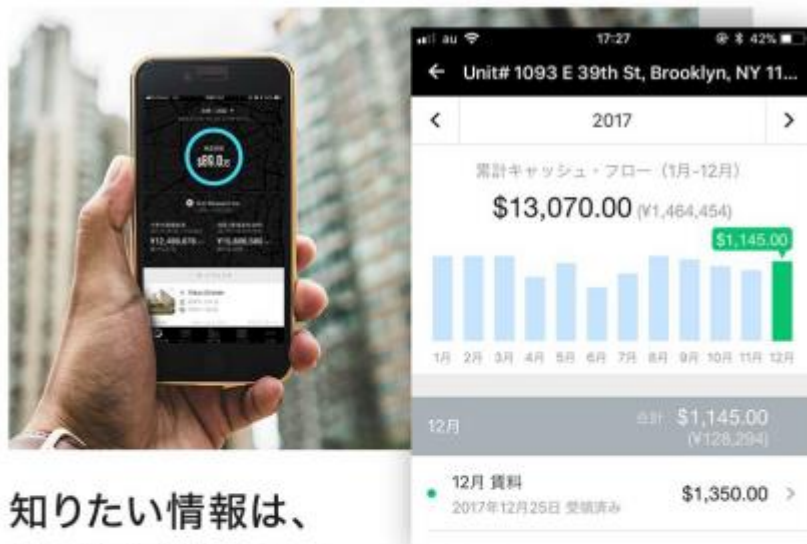 au 17:27 42%
← Unit# 1093 E 39th St, Brooklyn, NY 11...
< 2017 >
累計キャッシュ・フロー (1月-12月)
$13,070.00 (¥1,464,454)
$1,145.00
1月 2月 3月 4月 5月 6月 7月 8月 9月 10月 11月 12月
12月 合計 $1,145.00
(¥128,294)
12月 賃料
2017年12月25日 受領済み
$1,350.00 >
知りたい情報は、